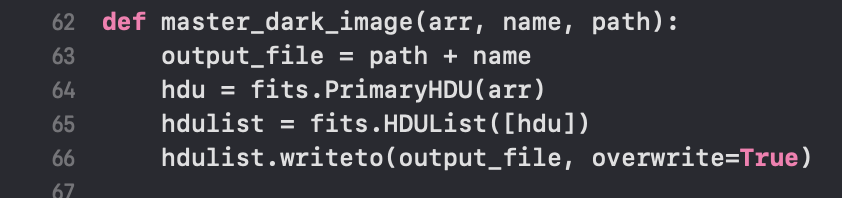 62 def master_dark_image(arr, name, path):
63     output_file = path + name
64     hdu = fits.PrimaryHDU(arr)
65     hdulist = fits.HDUList([hdu])
66     hdulist.writeto(output_file, overwrite=True)
67